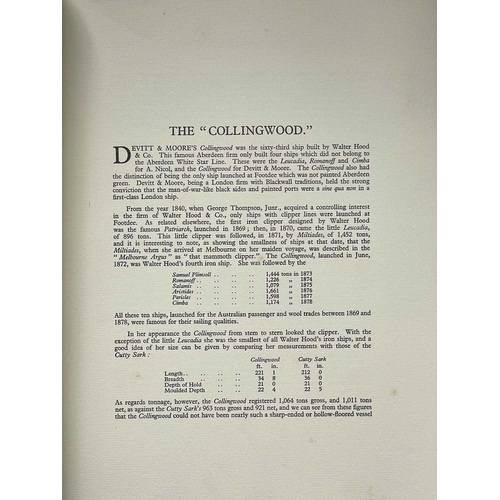 THE "COLLINGWOOD."
DEVITT & MOORE'S Collingwood was the sixty-third ship built by Walter Hood
& Co. This famous Aberdeen firm only built four ships which did not belong to
the Aberdeen White Star Line. These were the Leucadia, Romanoff and Cimba
for A. Nicol, and the Collingwood for Devitt & Moore. The Collingwood also had
the distinction of being the only ship launched at Footdee which was not painted Aberdeen
green. Devitt & Moore, being a London firm with Blackwall traditions, held the strong
conviction that the man-of-war-like black sides and painted ports were a sine qua non in a
first-class London ship.
From the year 1840, when George Thompson, Junr., acquired a controlling interest
in the firm of Walter Hood & Co., only ships with clipper lines were launched at
Footdee. As related elsewhere, the first iron clipper designed by Walter Hood
was the famous Patriarch, launched in 1869; then, in 1870, came the little Leucadia,
of 896 tons. This little clipper was followed, in 1871, by Miltiades, of 1,452 tons,
and it is interesting to note, as showing the smallness of ships at that date, that the
Miltiades, when she arrived at Melbourne on her maiden voyage, was described in the
"Melbourne Argus" as "that mammoth clipper." The Collingwood, launched in June,
1872, was Walter Hood's fourth iron ship. She was followed by the
Samuel Plimsoll .. .. .. .. 1,444 tons in 1873
Romanoff .. .. .. .. .. 1,226 „ 1874
Salamis .. .. .. .. .. 1,079 „ 1875
Aristides .. .. .. .. .. 1,661 „ 1876
Pericles .. .. .. .. .. 1,598 „ 1877
Cimba .. .. .. .. .. 1,174 „ 1878
All these ten ships, launched for the Australian passenger and wool trades between 1869 and
1878, were famous for their sailing qualities.
In her appearance the Collingwood from stem to stern looked the clipper. With the
exception of the little Leucadia she was the smallest of all Walter Hood's iron ships, and a
good idea of her size can be given by comparing her measurements with those of the
Cutty Sark :
Collingwood Cutty Sark
ft. in. ft. in.
Length .. .. .. .. .. 221 1 212 0
Breadth .. .. .. .. 34 8 36 0
Depth of Hold .. .. .. 21 0 21 0
Moulded Depth .. .. .. 22 4 22 5
As regards tonnage, however, the Collingwood registered 1,064 tons gross, and 1,011 tons
net, as against the Cutty Sark's 963 tons gross and 921 net, and we can see from these figures
that the Collingwood could not have been nearly such a sharp-ended or hollow-floored vessel